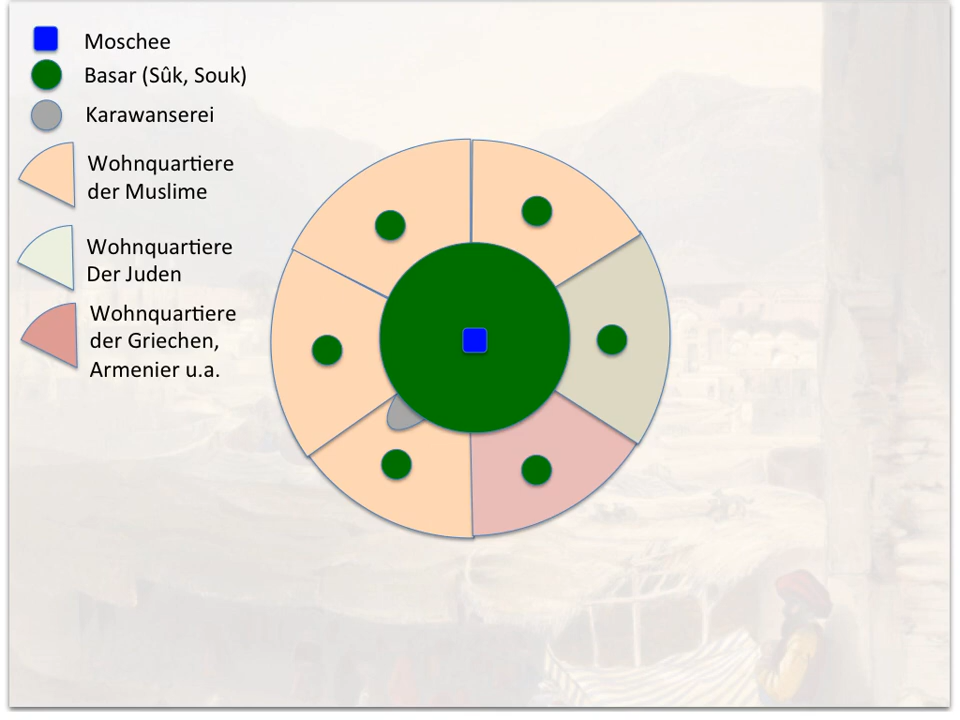 Moschee
Basar (Sûk, Souk)
Karawanserei
Wohnquartiere
der Muslime
Wohnquartiere
Der Juden
Wohnquartiere
der Griechen,
Armenier u.a.